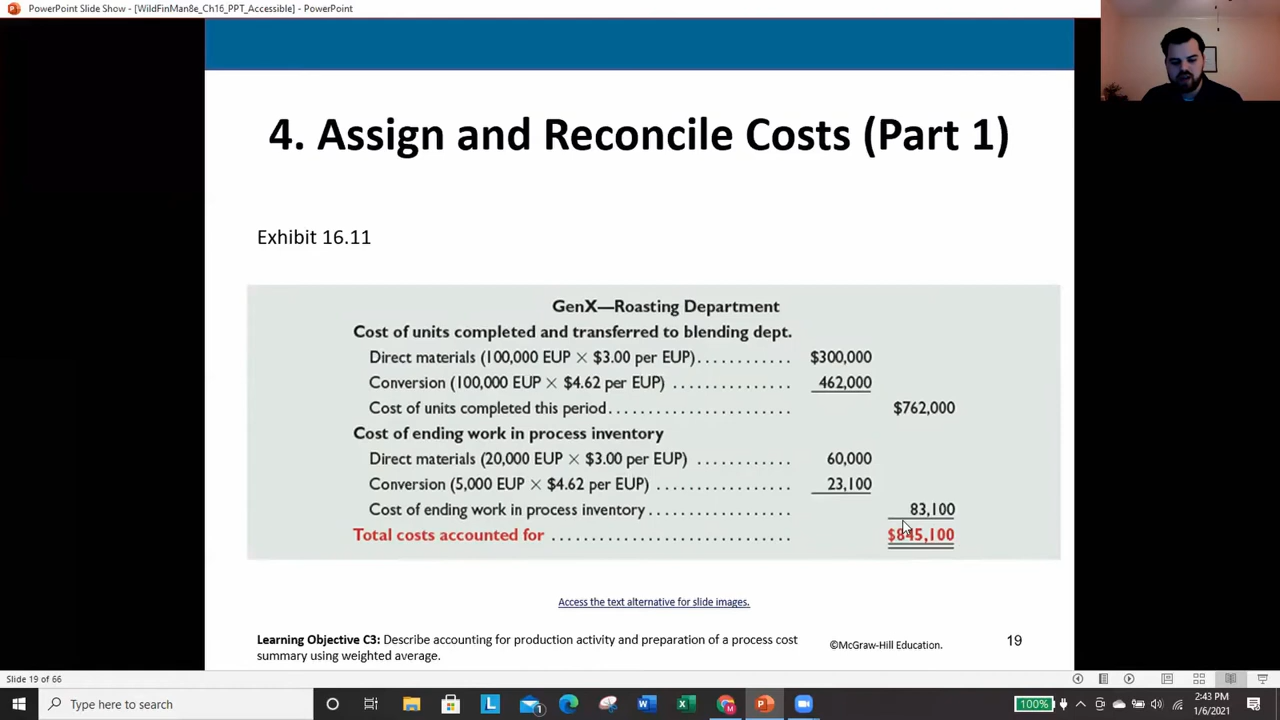 PowerPoint Slide Show - [WildFinMan8e_Ch16_PPT_Accessible] - PowerPoint
4. Assign and Reconcile Costs (Part 1)
Exhibit 16.11
GenX—Roasting Department
Cost of units completed and transferred to blending dept.
Direct materials (100,000 EUP × $3.00 per EUP)............ $300,000
Conversion (100,000 EUP × $4.62 per EUP) ............... 462,000
Cost of units completed this period....................... $762,000
Cost of ending work in process inventory
Direct materials (20,000 EUP × $3.00 per EUP) ............ 60,000
Conversion (5,000 EUP × $4.62 per EUP) ................. 23,100
Cost of ending work in process inventory.................. 83,100
Total costs accounted for .............................. $845,100
Access the text alternative for slide images.
Learning Objective C3: Describe accounting for production activity and preparation of a process cost
summary using weighted average.
©McGraw-Hill Education.
19
Slide 19 of 66
Type here to search
100%
2:43 PM
1/6/2021